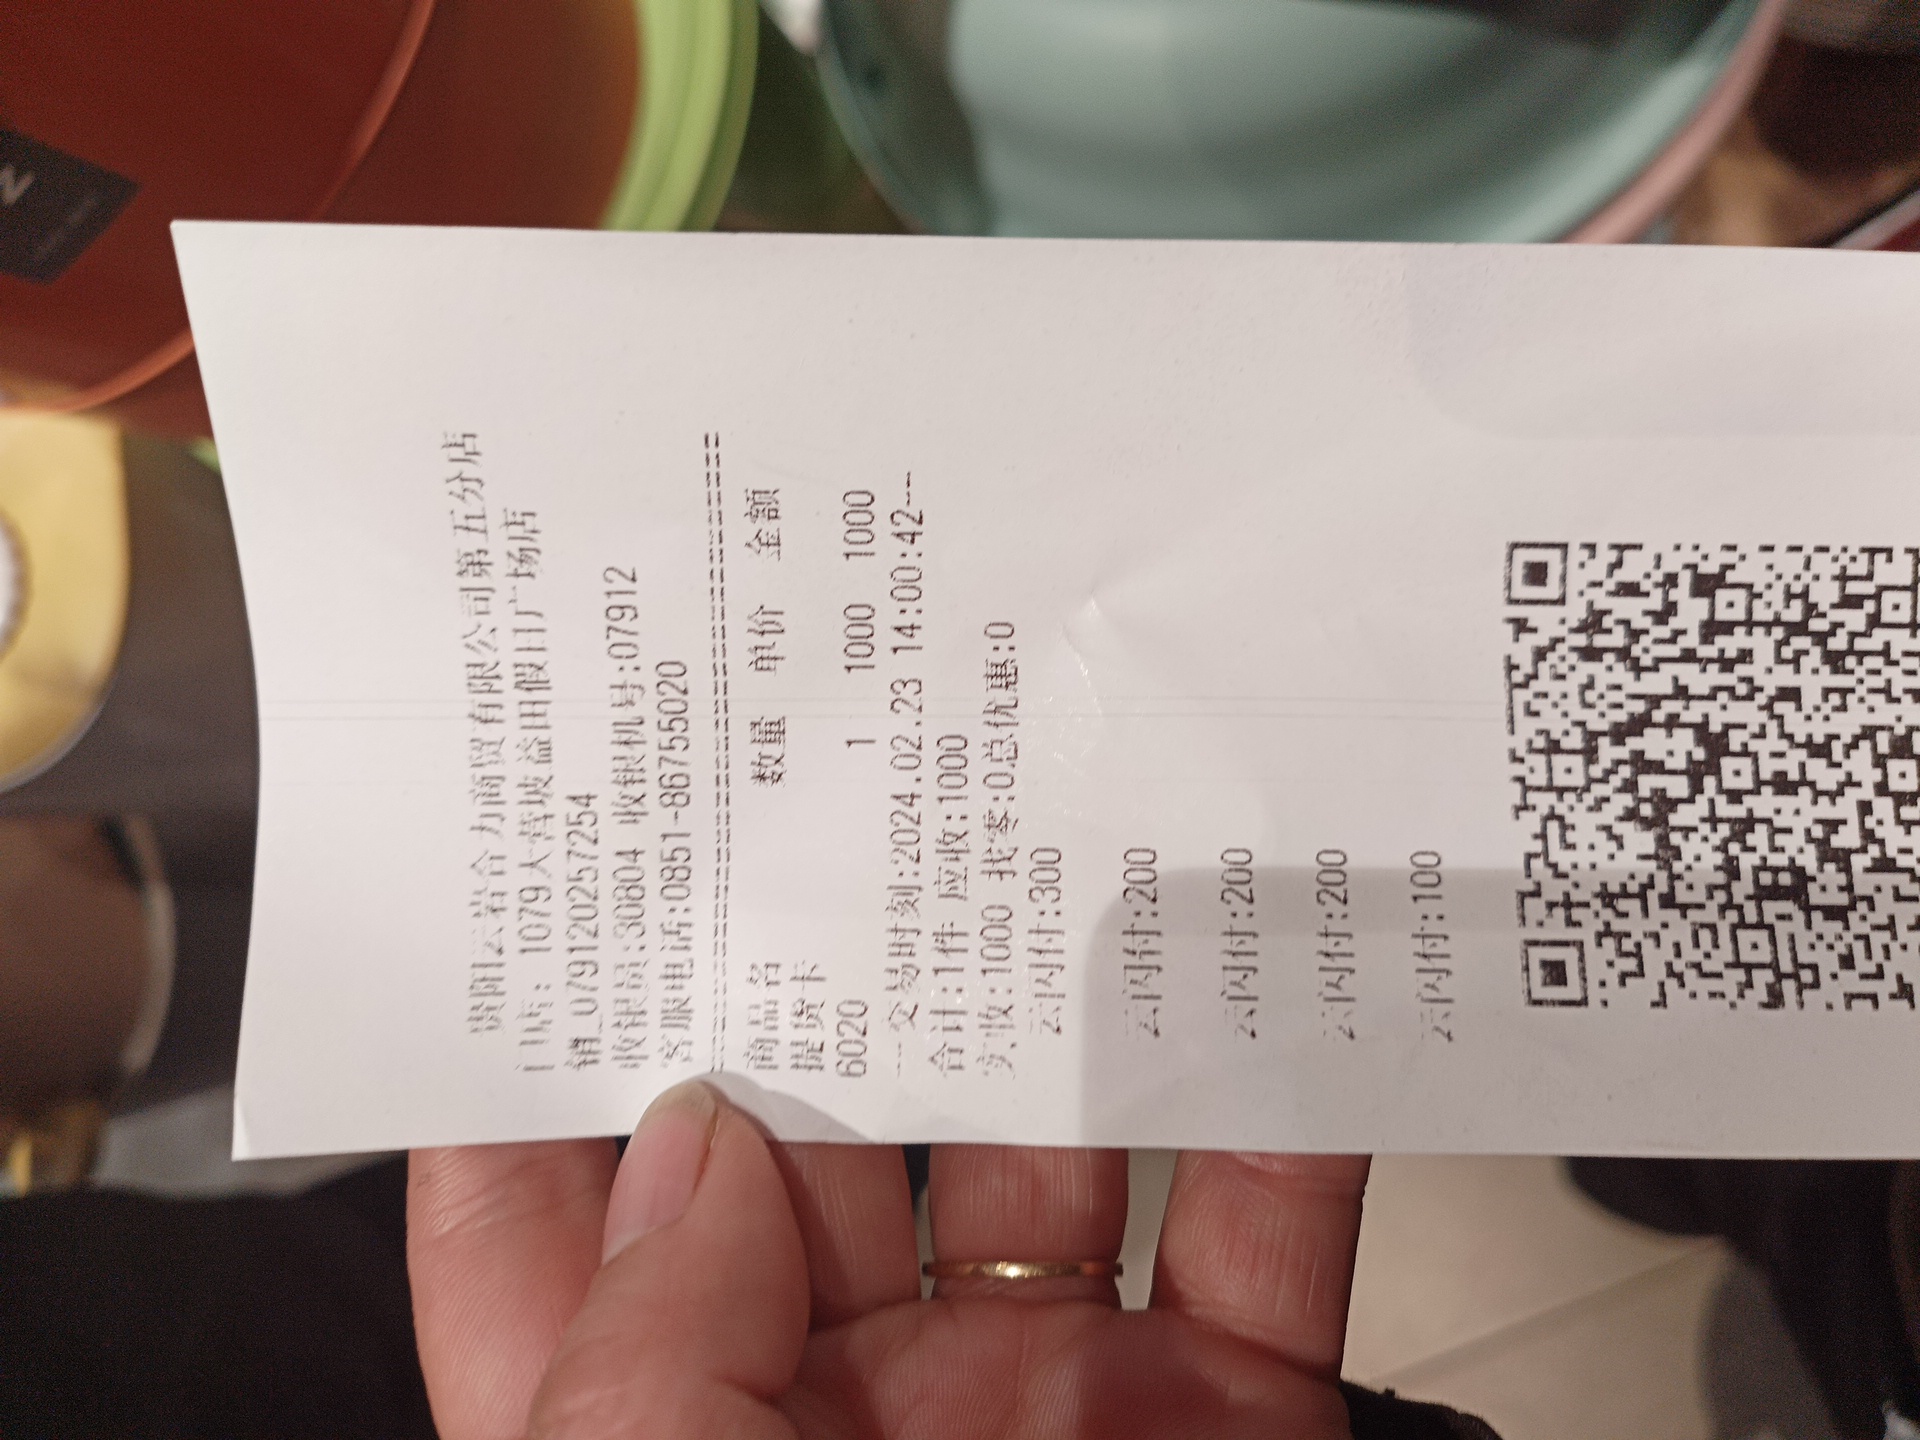 贵阳云岩合力商贸有限公司第五分店
门店: 1079大营坡益田假日广场店
销_079120257254
收银员:30804 收银机号:07912
客服电话:0851-86755020
商品名 数量 单价 金额
提货卡
6020 1 1000 1000
---交易时刻:2024.02.23 14:00:42---
合计:1件 应收:1000
实收:1000 找零:0总优惠:0
云闪付:300
云闪付:200
云闪付:200
云闪付:200
云闪付:100